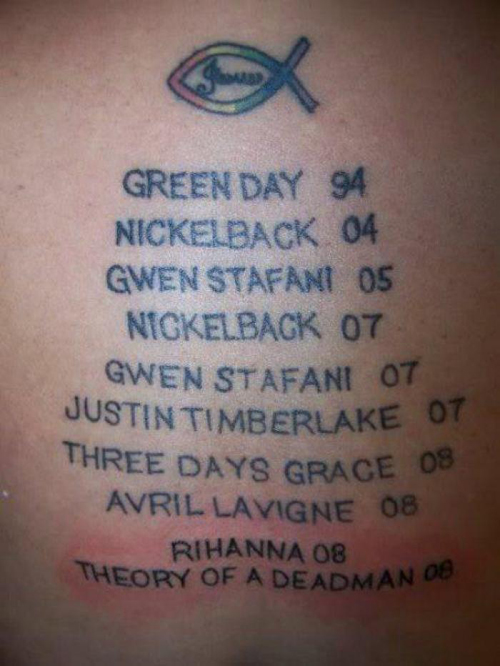 GREEN DAY 94
NICKELBACK 04
GWEN STAFANI 05
NICKELBACK 07
GWEN STAFANI 07
JUSTIN TIMBERLAKE 07
THREE DAYS GRACE 08
AVRIL LAVIGNE 08
RIHANNA 08
THEORY OF A DEADMAN 08